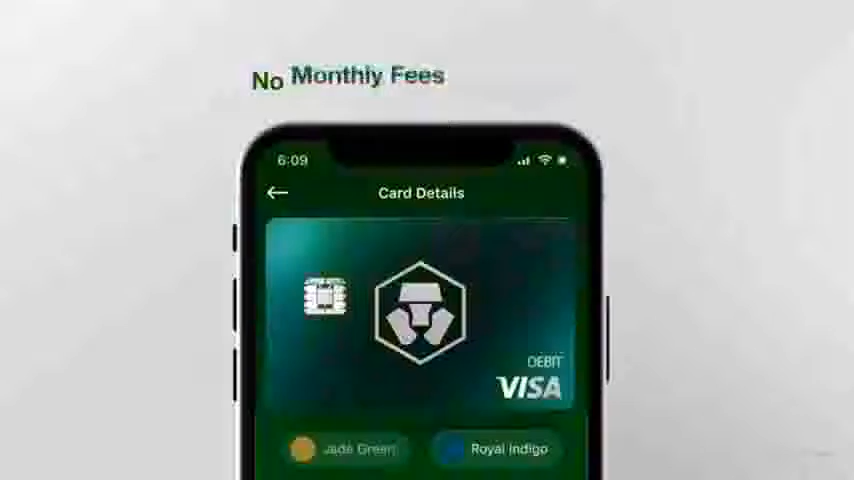 No Monthly Fees
6:09
Card Details
DEBIT
VISA
Jade Green Royal Indigo